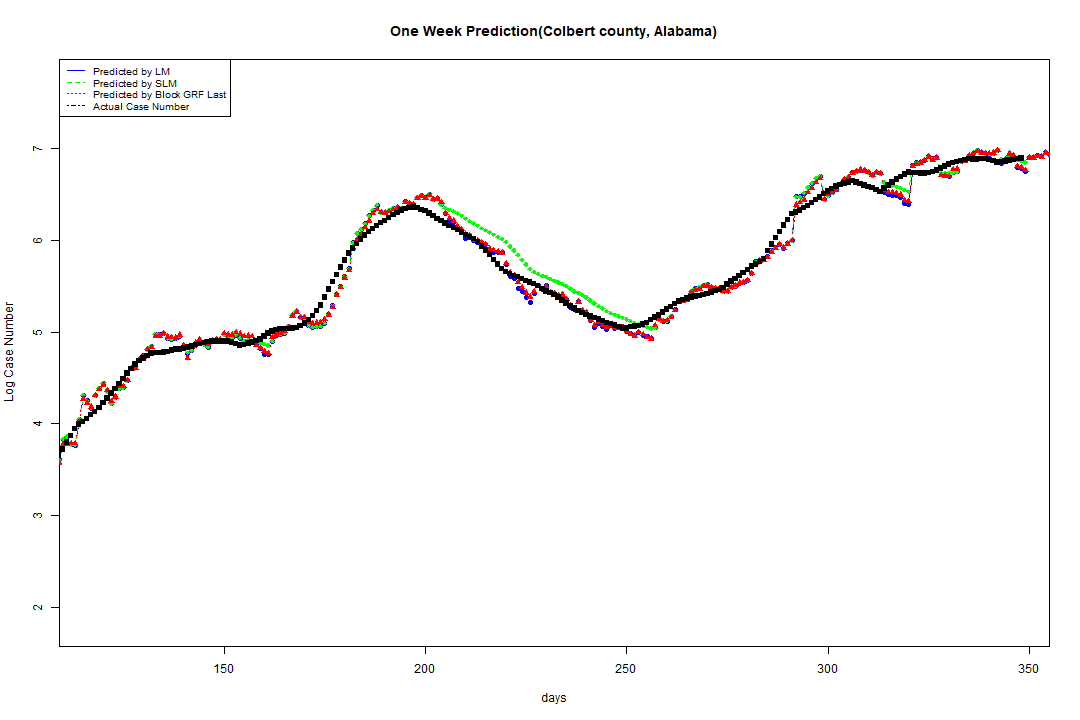 One Week Prediction(Colbert county, Alabama)
Predicted by LM
Predicted by SLM
Predicted by Block GRF Last
Actual Case Number
7
6
5
4
3
2
Log Case Number
150 200 250 300 350
days